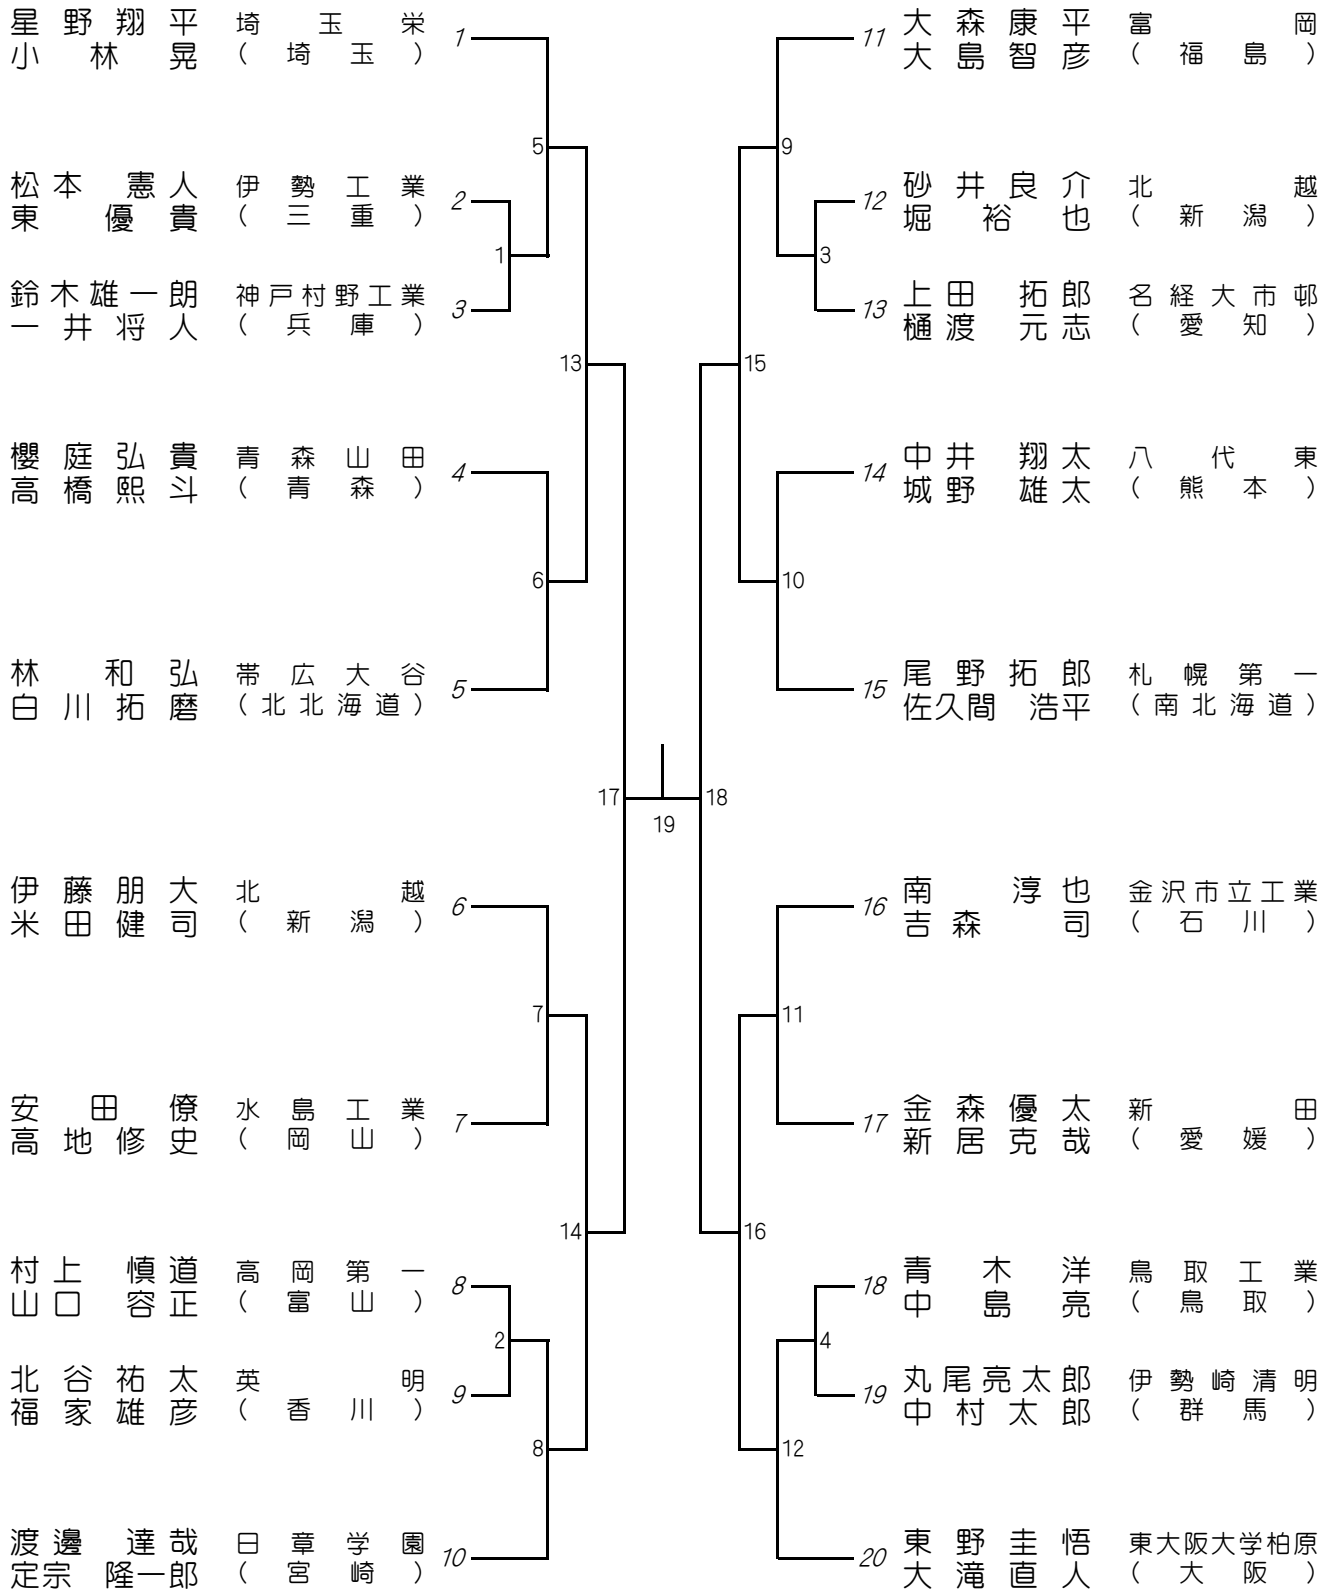 星野翔平 埼玉栄 1
小林晃 (埼玉)
松本憲人 伊勢工業 2
東優貴 (三重)
鈴木雄一朗 神戸村野工業 3
一井将人 (兵庫)
櫻庭弘貴 青森山田 4
高橋熙斗 (青森)
林和弘 帯広大谷 5
白川拓磨 (北北海道)
伊藤朋大 北越 6
米田健司 (新潟)
安田僚 水島工業 7
高地修史 (岡山)
村上慎道 高岡第一 8
山口容正 (富山)
北谷祐太 英明 9
福家雄彦 (香川)
渡邊達哉 日章学園 10
定宗隆一郎 (宮崎)
5
1
13
6
17
7
14
2
8
19
9
3
15
10
18
11
16
4
12
11 大森康平 富岡
大島智彦 (福島)
12 砂井良介 北越
堀裕也 (新潟)
13 上田拓郎 名経大市邨
樋渡元志 (愛知)
14 中井翔太 八代東
城野雄太 (熊本)
15 尾野拓郎 札幌第一
佐久間浩平 (南北海道)
16 南淳也 金沢市立工業
吉森司 (石川)
17 金森優太 新田
新居克哉 (愛媛)
18 青木洋 鳥取工業
中島亮 (鳥取)
19 丸尾亮太郎 伊勢崎清明
中村太郎 (群馬)
20 東野圭悟 東大阪大学柏原
大滝直人 (大阪)